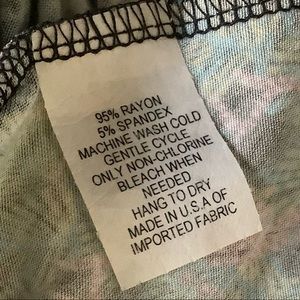 95% RAYON
5% SPANDEX
MACHINE WASH COLD
GENTLE CYCLE
ONLY NON-CHLORINE
BLEACH WHEN
NEEDED
HANG TO DRY
MADE IN U.S.A OF
IMPORTED FABRIC